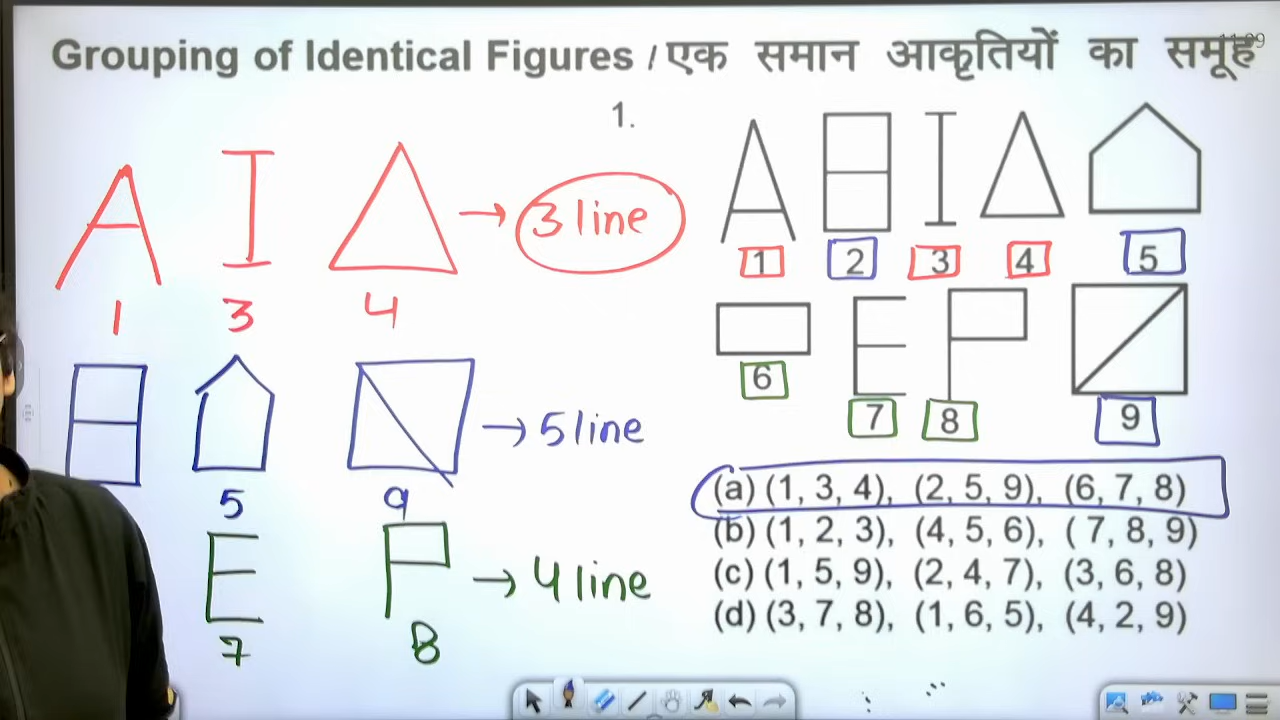 Grouping of Identical Figures / एक समान आकृतियों का समूह
1.
3 line
1 3 4
1 2 3 4 5
5 line
5 9
6 7 8 9
4 line
7 8
(a) (1, 3, 4), (2, 5, 9), (6, 7, 8)
(b) (1, 2, 3), (4, 5, 6), ( 7, 8, 9)
(c) (1, 5, 9), (2, 4, 7), (3, 6, 8)
(d) (3, 7, 8), (1, 6, 5), (4, 2, 9)